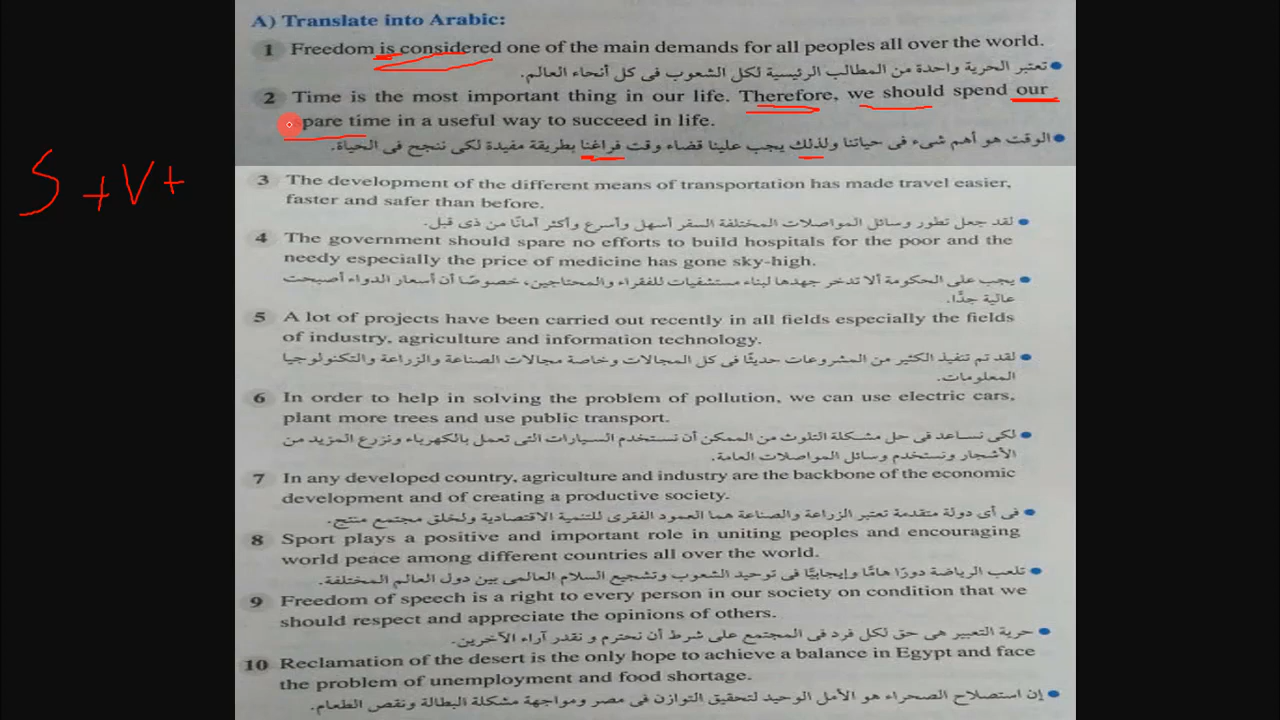 A) Translate into Arabic:
1 Freedom is considered one of the main demands for all peoples all over the world.
تعتبر الحرية واحدة من المطالب الرئيسية لكل الشعوب فى كل أنحاء العالم.
2 Time is the most important thing in our life. Therefore, we should spend our
spare time in a useful way to succeed in life.
الوقت هو أهم شىء فى حياتنا ولذلك يجب علينا قضاء وقت فراغنا بطريقة مفيدة لكى ننجح فى الحياة.
S + V +
3 The development of the different means of transportation has made travel easier,
faster and safer than before.
لقد جعل تطور وسائل المواصلات المختلفة السفر أسهل وأسرع وأكثر أمانًا من ذى قبل.
4 The government should spare no efforts to build hospitals for the poor and the
needy especially the price of medicine has gone sky-high.
يجب على الحكومة ألا تدخر جهدها لبناء مستشفيات للفقراء والمحتاجين، خصوصًا أن أسعار الدواء أصبحت
عالية جدًّا.
5 A lot of projects have been carried out recently in all fields especially the fields
of industry, agriculture and information technology.
لقد تم تنفيذ الكثير من المشروعات حديثًا فى كل المجالات وخاصة مجالات الصناعة والزراعة والتكنولوجيا
المعلومات.
6 In order to help in solving the problem of pollution, we can use electric cars,
plant more trees and use public transport.
لكى نساعد فى حل مشكلة التلوث من الممكن أن نستخدم السيارات التى تعمل بالكهرباء ونزرع المزيد من
الأشجار ونستخدم وسائل المواصلات العامة.
7 In any developed country, agriculture and industry are the backbone of the economic
development and of creating a productive society.
فى أى دولة متقدمة تعتبر الزراعة والصناعة هما العمود الفقرى للتنمية الاقتصادية ولخلق مجتمع منتج.
8 Sport plays a positive and important role in uniting peoples and encouraging
world peace among different countries all over the world.
تلعب الرياضة دورًا هامًا وإيجابيًّا فى توحيد الشعوب وتشجيع السلام العالمى بين دول العالم المختلفة.
9 Freedom of speech is a right to every person in our society on condition that we
should respect and appreciate the opinions of others.
حرية التعبير هى حق لكل فرد فى المجتمع على شرط أن نحترم و نقدر آراء الآخرين.
10 Reclamation of the desert is the only hope to achieve a balance in Egypt and face
the problem of unemployment and food shortage.
إن استصلاح الصحراء هو الأمل الوحيد لتحقيق التوازن فى مصر ومواجهة مشكلة البطالة ونقص الطعام.